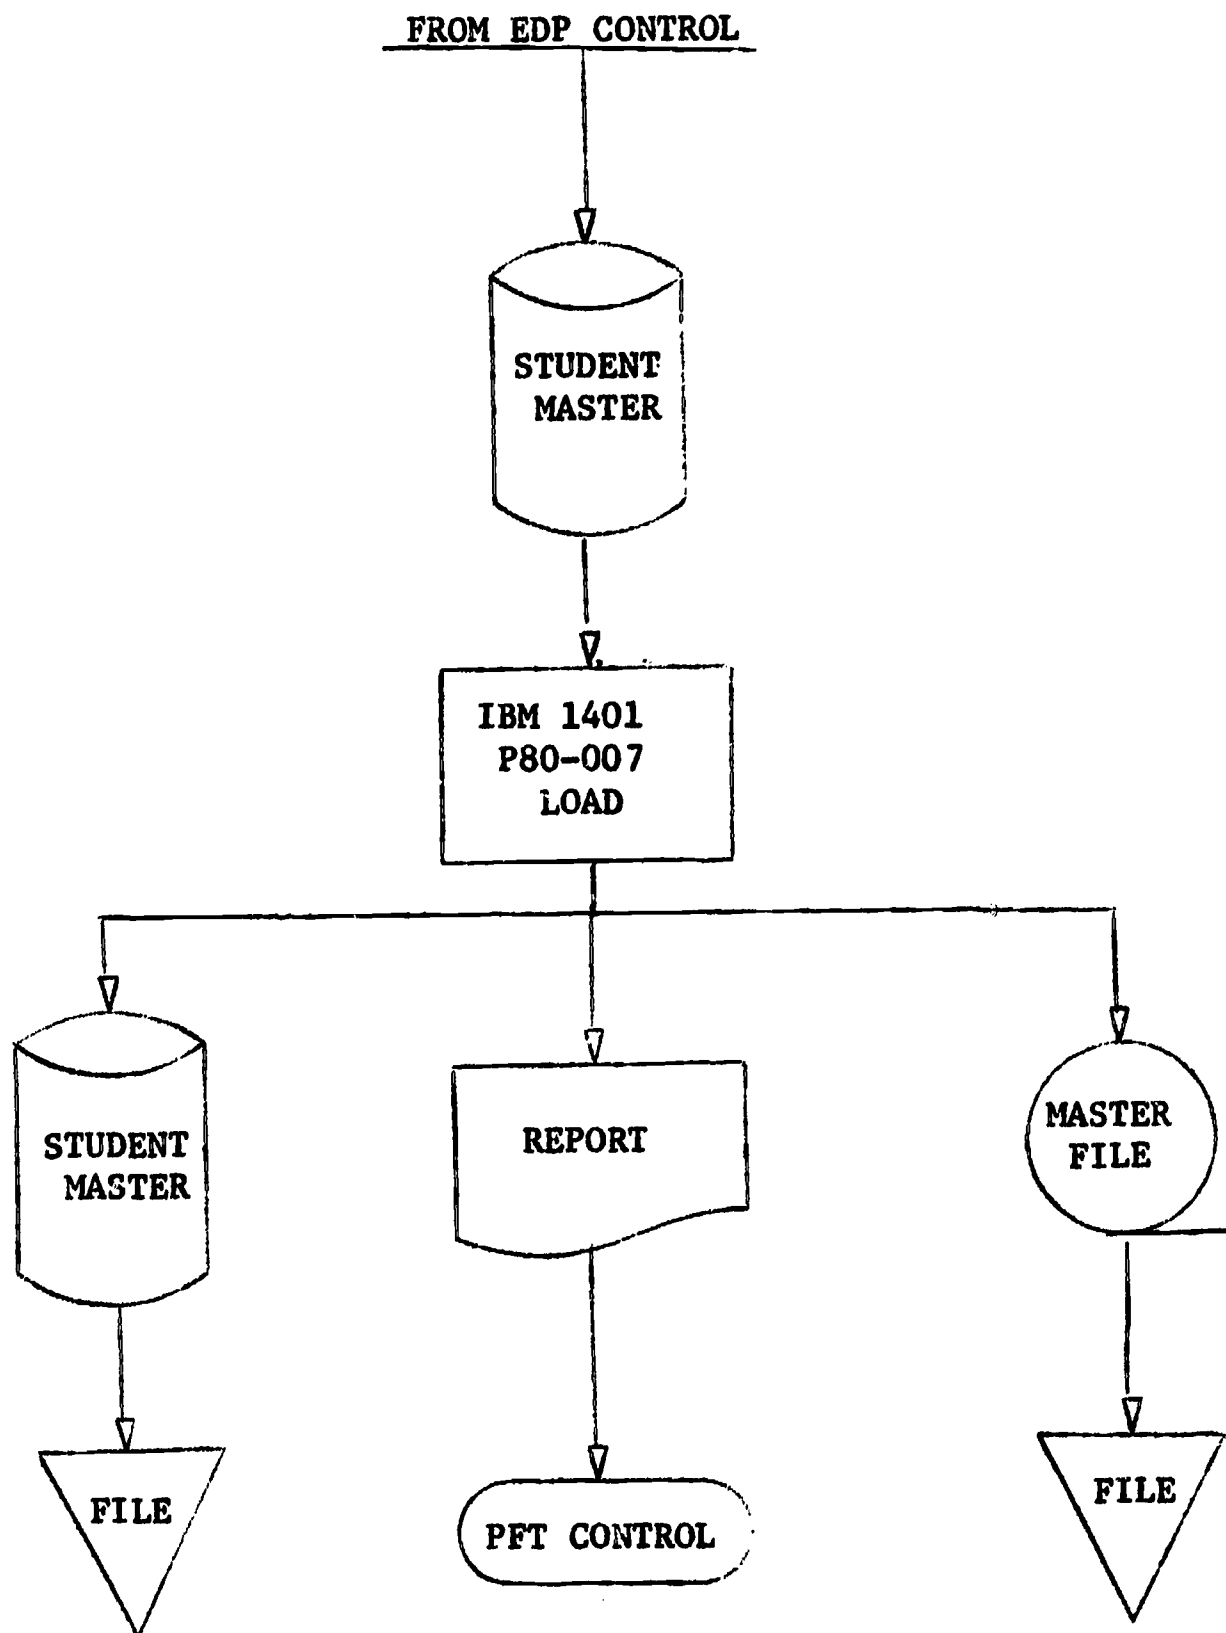 FROM EDP CONTROL
STUDENT
MASTER
IBM 1401
P80-007
LOAD
STUDENT
MASTER
REPORT
MASTER
FILE
FILE
PFT CONTROL
FILE